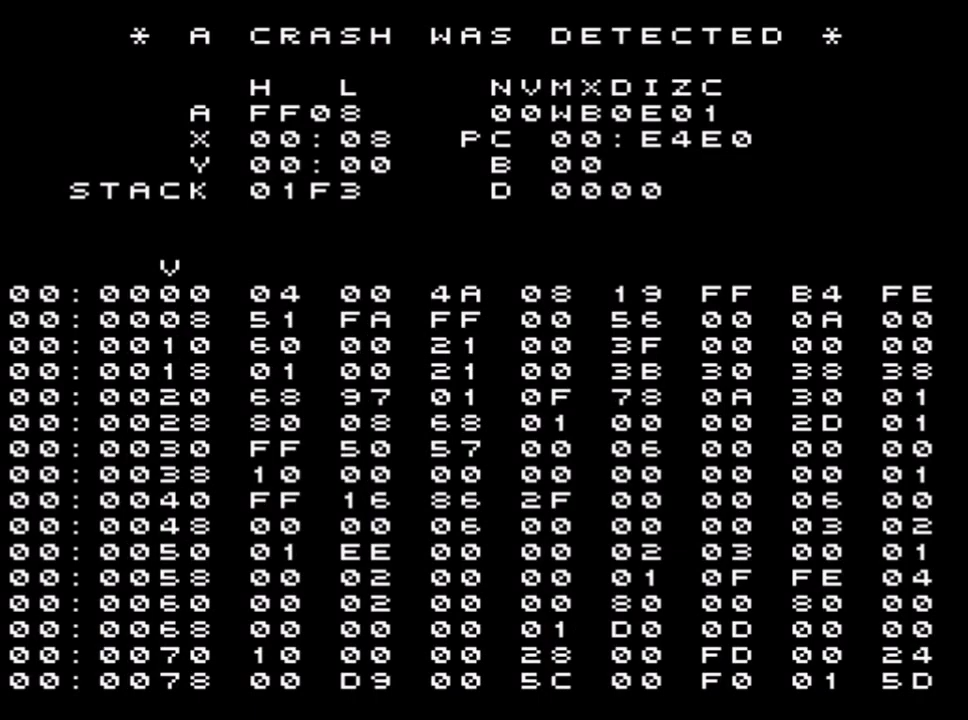 * A CRASH WAS DETECTED *
H L NVMXDIZC
A FF08 00WB0E01
X 00:08 PC 00:E4E0
Y 00:00 B 00
STACK 01F3 D 0000
V
00:0000 04 00 4A 08 19 FF B4 FE
00:0008 51 FA FF 00 56 00 0A 00
00:0010 60 00 21 00 3F 00 00 00
00:0018 01 00 21 00 3B 30 38 38
00:0020 68 97 01 0F 78 0A 30 01
00:0028 80 08 68 01 00 00 2D 01
00:0030 FF 50 57 00 06 00 00 00
00:0038 10 00 00 00 00 00 00 01
00:0040 FF 16 86 2F 00 00 06 00
00:0048 00 00 06 00 00 00 03 02
00:0050 01 EE 00 00 02 03 00 01
00:0058 00 02 00 00 01 0F FE 04
00:0060 00 02 00 00 80 00 80 00
00:0068 00 00 00 01 D0 0D 00 00
00:0070 10 00 00 28 00 FD 00 24
00:0078 00 D9 00 5C 00 F0 01 5D